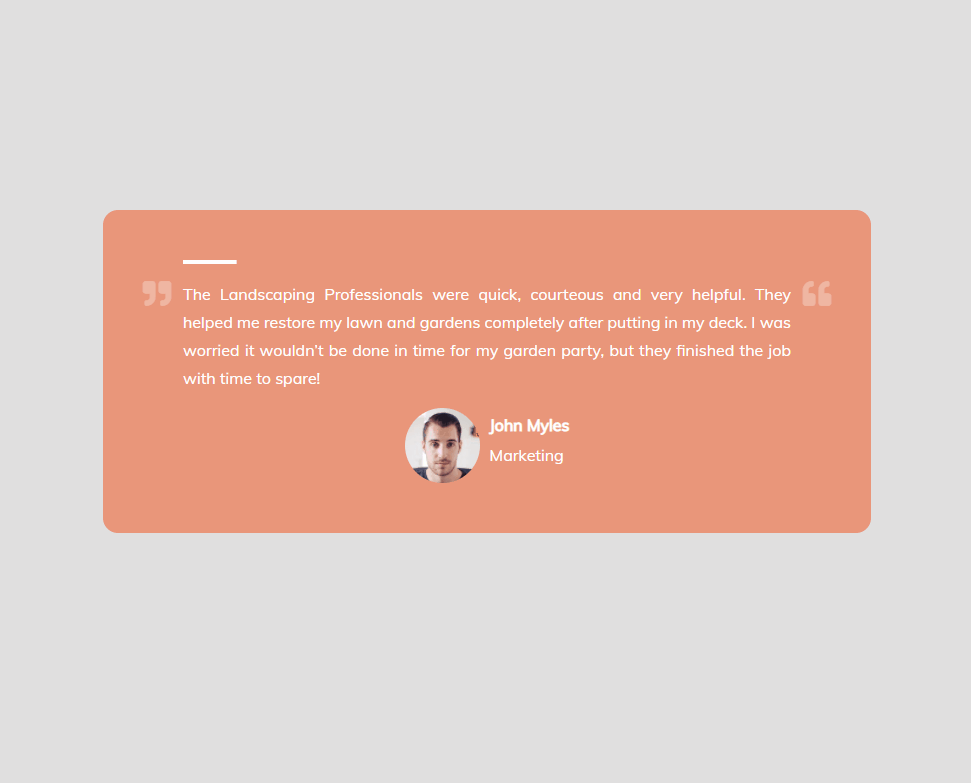 The Landscaping Professionals were quick, courteous and very helpful. They
helped me restore my lawn and gardens completely after putting in my deck. I was
worried it wouldn't be done in time for my garden party, but they finished the job
with time to spare!
John Myles
Marketing